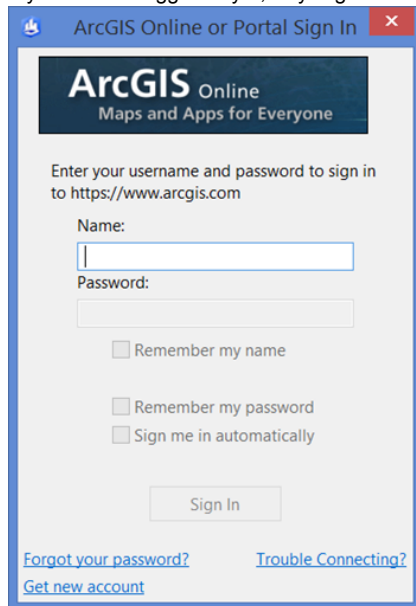 ArcGIS Online or Portal Sign In
ArcGIS Online
Maps and Apps for Everyone
Enter your username and password to sign in
to https://www.arcgis.com
Name:
Password:
Remember my name
Remember my password
Sign me in automatically
Sign In
Forgot your password? Trouble Connecting?
Get new account